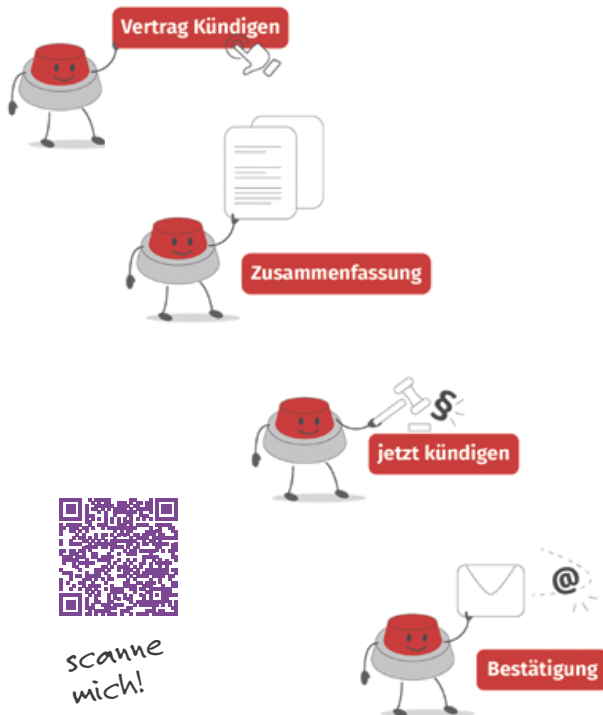 Vertrag Kündigen
Zusammenfassung
§
jetzt kündigen
@
Bestätigung
scanne
mich!